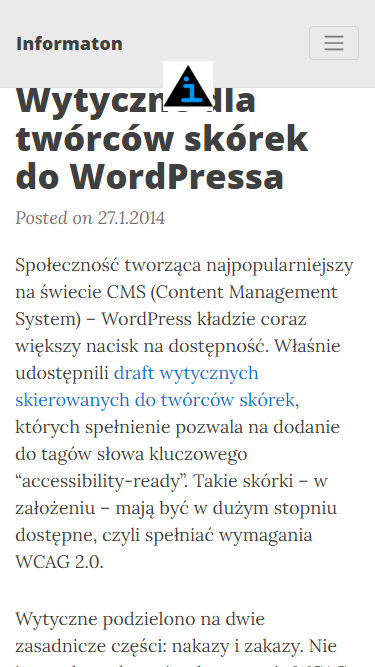 Informaton
i
Wytyczne dla
twórców skórek
do WordPressa
Posted on 27.1.2014
Społeczność tworząca najpopularniejszy
na świecie CMS (Content Management
System) – WordPress kładzie coraz
większy nacisk na dostępność. Właśnie
udostępnili draft wytycznych
skierowanych do twórców skórek,
których spełnienie pozwala na dodanie
do tagów słowa kluczowego
“accessibility-ready”. Takie skórki – w
założeniu – mają być w dużym stopniu
dostępne, czyli spełniać wymagania
WCAG 2.0.
Wytyczne podzielono na dwie
zasadnicze części: nakazy i zakazy. Nie